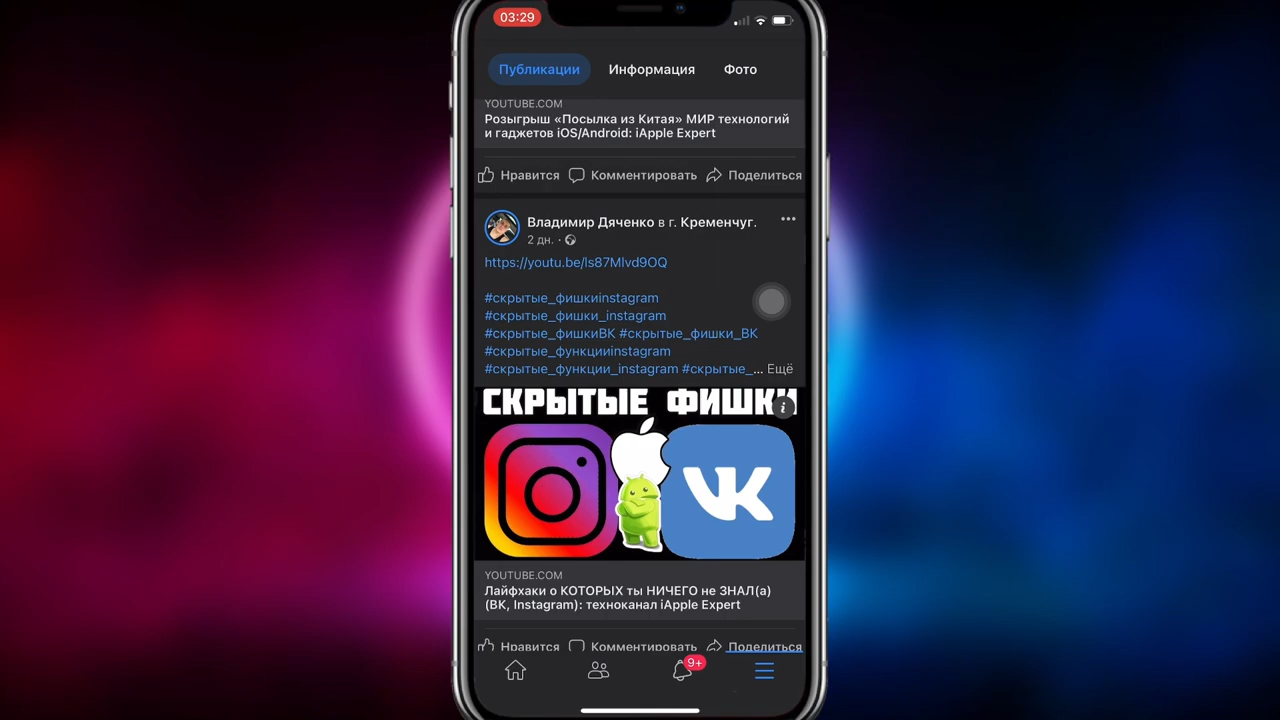 03:29
Публикации Информация Фото
YOUTUBE.COM
Розыгрыш «Посылка из Китая» МИР технологий
и гаджетов iOS/Android: iApple Expert
Нравится Комментировать Поделиться
Владимир Дяченко в г. Кременчуг.
2 дн. ·
https://youtu.be/ls87Mlvd9OQ
#скрытые_фишкиinstagram
#скрытые_фишки_instagram
#скрытые_фишкиВК #скрытые_фишки_ВК
#скрытые_функцииinstagram
#скрытые_функции_instagram #скрытые_... Ещё
СКРЫТЫЕ ФИШКИ
YOUTUBE.COM
Лайфхаки о КОТОРЫХ ты НИЧЕГО не ЗНАЛ(а)
(ВК, Instagram): техноканал iApple Expert
Нравится Комментировать Поделиться
9+